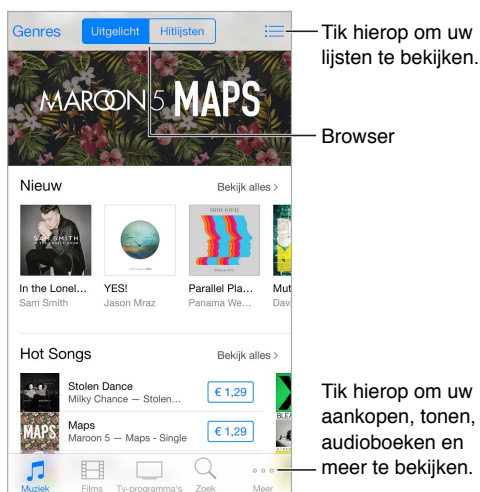 Genres Uitgelicht Hitlijsten
Tik hierop om uw
lijsten te bekijken.
MAROON 5 MAPS
Browser
Nieuw Bekijk alles >
SAM SMITH
In the Lonel... YES! Parallel Pla... Mut
Sam Smith Jason Mraz Panama We... Dav
Hot Songs Bekijk alles >
Stolen Dance
Milky Chance — Stolen... € 1,29
MAPS
Maps
Maroon 5 — Maps - Single € 1,29
Tik hierop om uw
aankopen, tonen,
audioboeken en
meer te bekijken.
Muziek Films Tv-programma's Zoek Meer